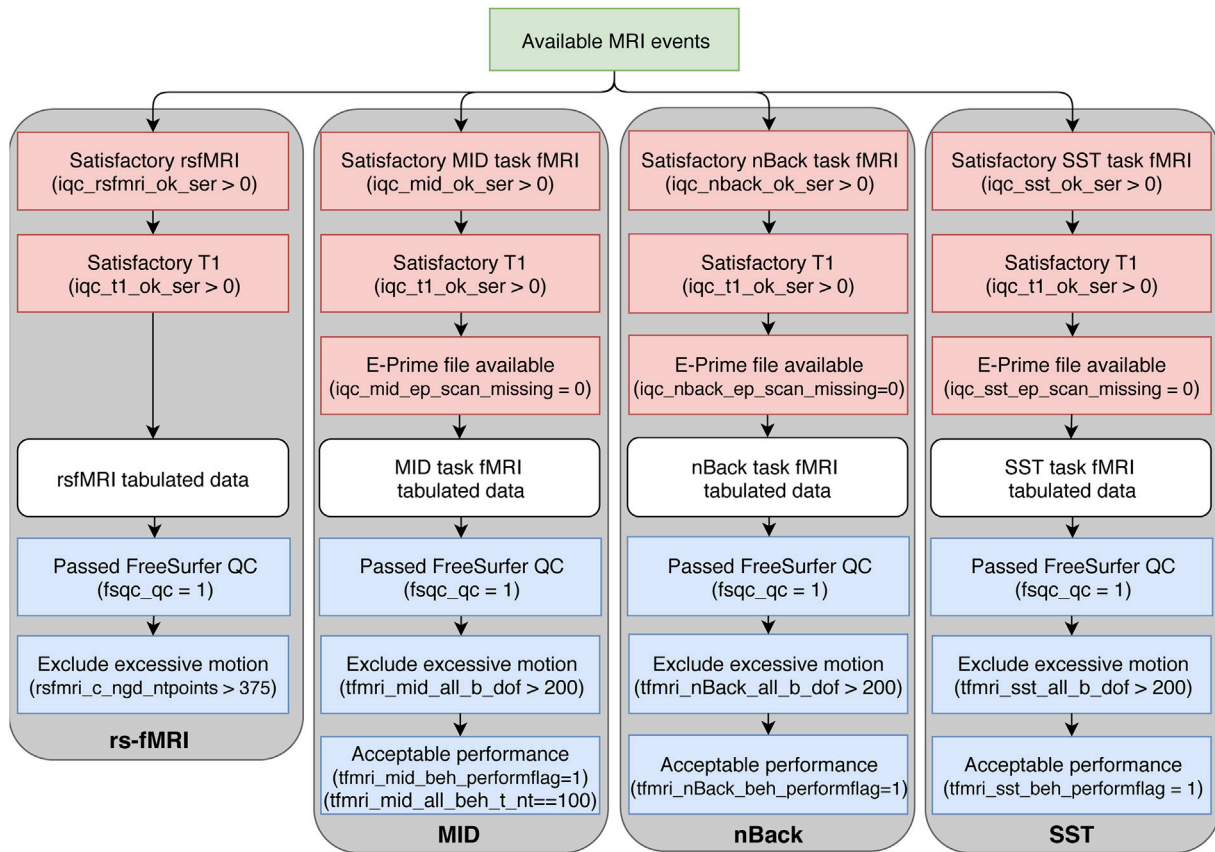 Available MRI events
Satisfactory rsfMRI
(iqc_rsfmri_ok_ser > 0)
Satisfactory T1
(iqc_t1_ok_ser > 0)
rsfMRI tabulated data
Passed FreeSurfer QC
(fsqc_qc = 1)
Exclude excessive motion
(rsfmri_c_ngd_ntpoints > 375)
rs-fMRI
Satisfactory MID task fMRI
(iqc_mid_ok_ser > 0)
Satisfactory T1
(iqc_t1_ok_ser > 0)
E-Prime file available
(iqc_mid_ep_scan_missing = 0)
MID task fMRI
tabulated data
Passed FreeSurfer QC
(fsqc_qc = 1)
Exclude excessive motion
(tfmri_mid_all_b_dof > 200)
Acceptable performance
(tfmri_mid_beh_performflag=1)
(tfmri_mid_all_beh_t_nt==100)
MID
Satisfactory nBack task fMRI
(iqc_nback_ok_ser > 0)
Satisfactory T1
(iqc_t1_ok_ser > 0)
E-Prime file available
(iqc_nback_ep_scan_missing=0)
nBack task fMRI
tabulated data
Passed FreeSurfer QC
(fsqc_qc = 1)
Exclude excessive motion
(tfmri_nBack_all_b_dof > 200)
Acceptable performance
(tfmri_nBack_beh_performflag=1)
nBack
Satisfactory SST task fMRI
(iqc_sst_ok_ser > 0)
Satisfactory T1
(iqc_t1_ok_ser > 0)
E-Prime file available
(iqc_sst_ep_scan_missing = 0)
SST task fMRI
tabulated data
Passed FreeSurfer QC
(fsqc_qc = 1)
Exclude excessive motion
(tfmri_sst_all_b_dof > 200)
Acceptable performance
(tfmri_sst_beh_performflag = 1)
SST